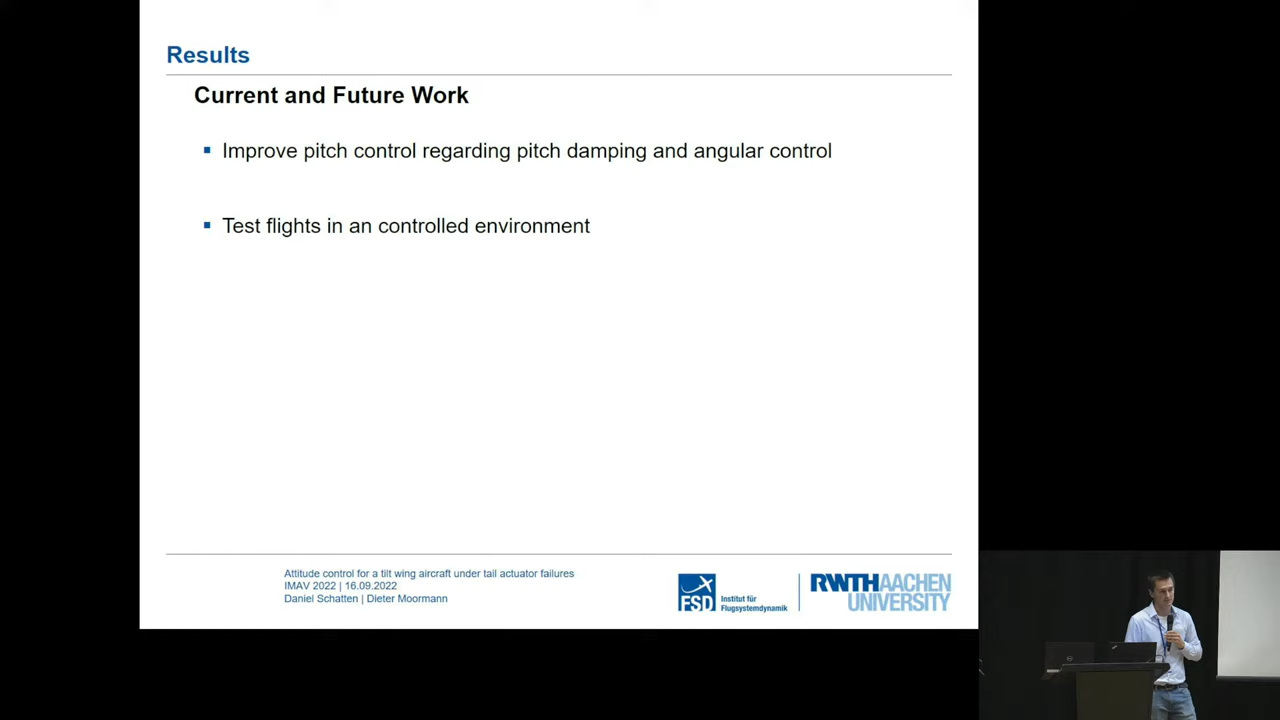 Results
Current and Future Work
Improve pitch control regarding pitch damping and angular control
Test flights in an controlled environment
Attitude control for a tilt wing aircraft under tail actuator failures
IMAV 2022 | 16.09.2022
Daniel Schatten | Dieter Moormann
FSD
Institut für
Flugsystemdynamik
RWTHAACHEN
UNIVERSITY